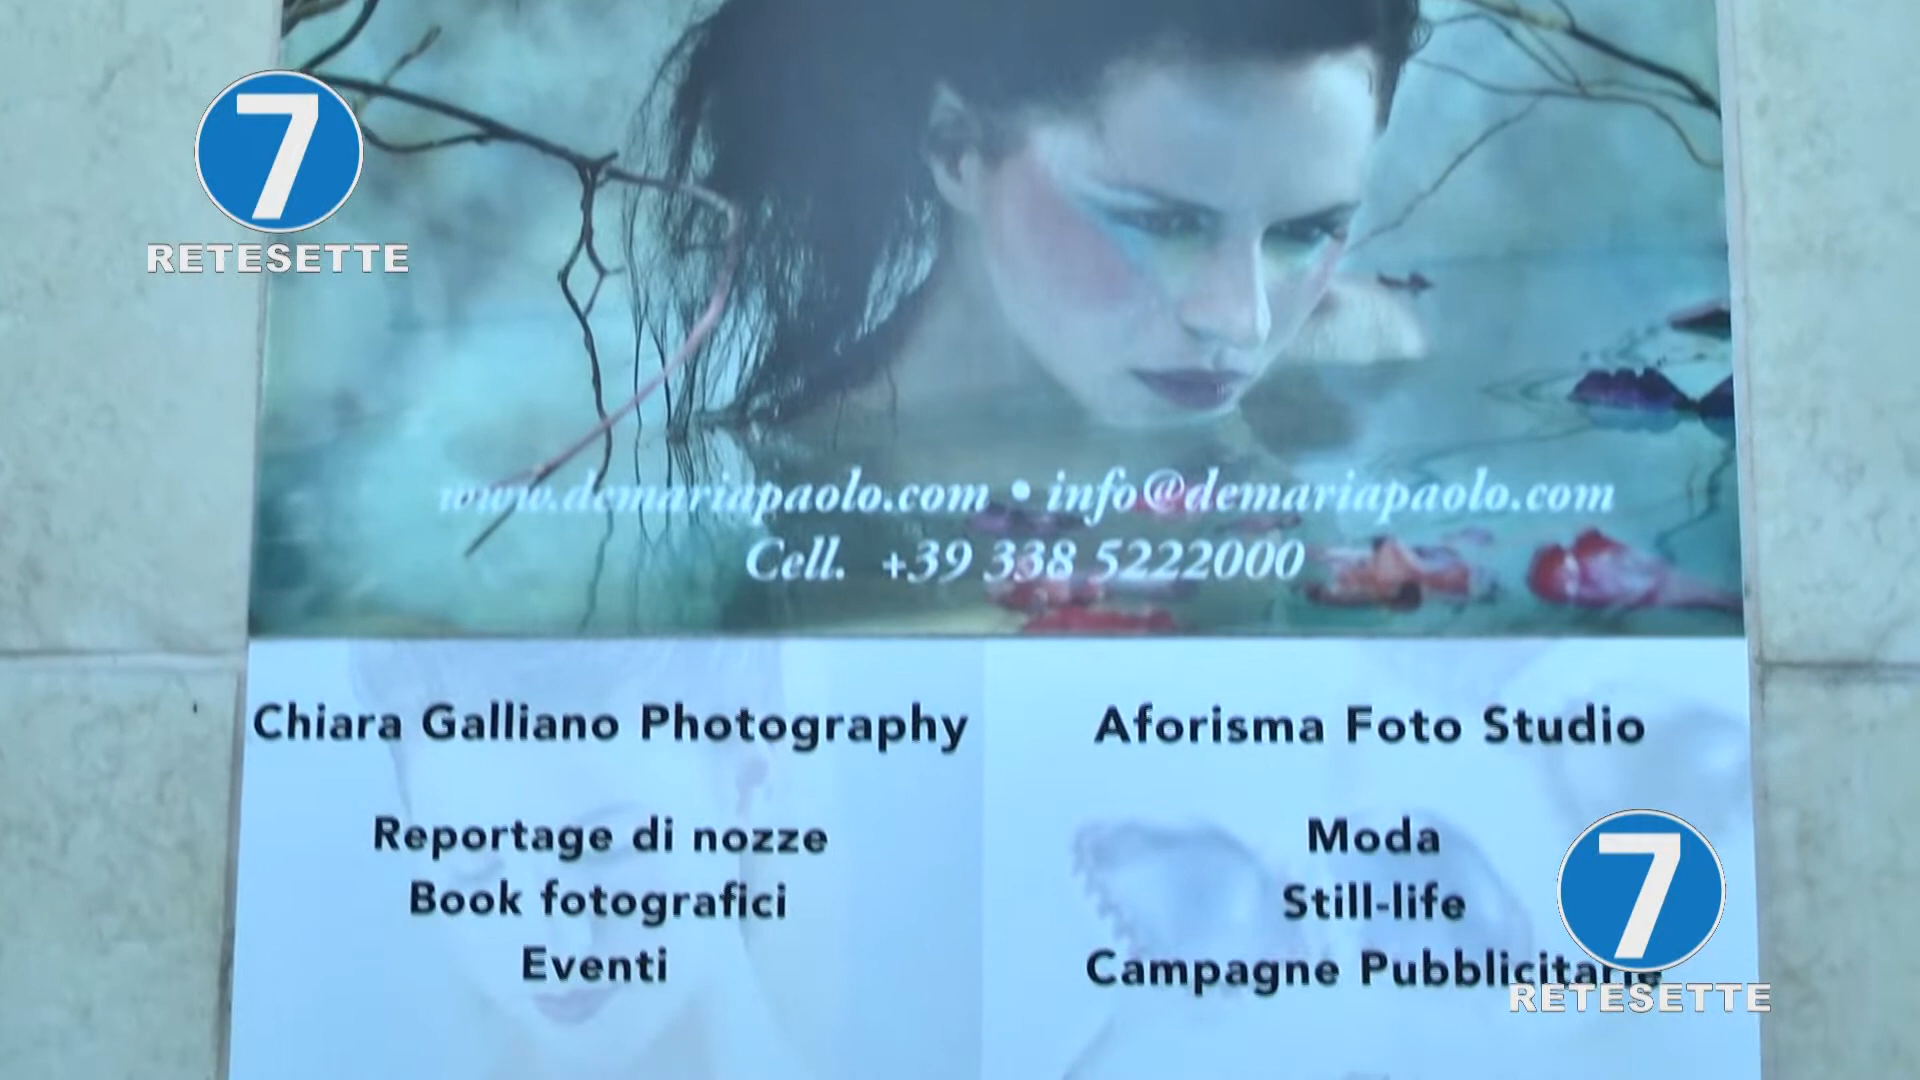 7
RETESETTE
www.demariapaolo.com • info@demariapaolo.com
Cell. +39 338 5222000
Chiara Galliano Photography
Reportage di nozze
Book fotografici
Eventi
Aforisma Foto Studio
Moda
Still-life
Campagne Pubblicitarie
7
RETESETTE